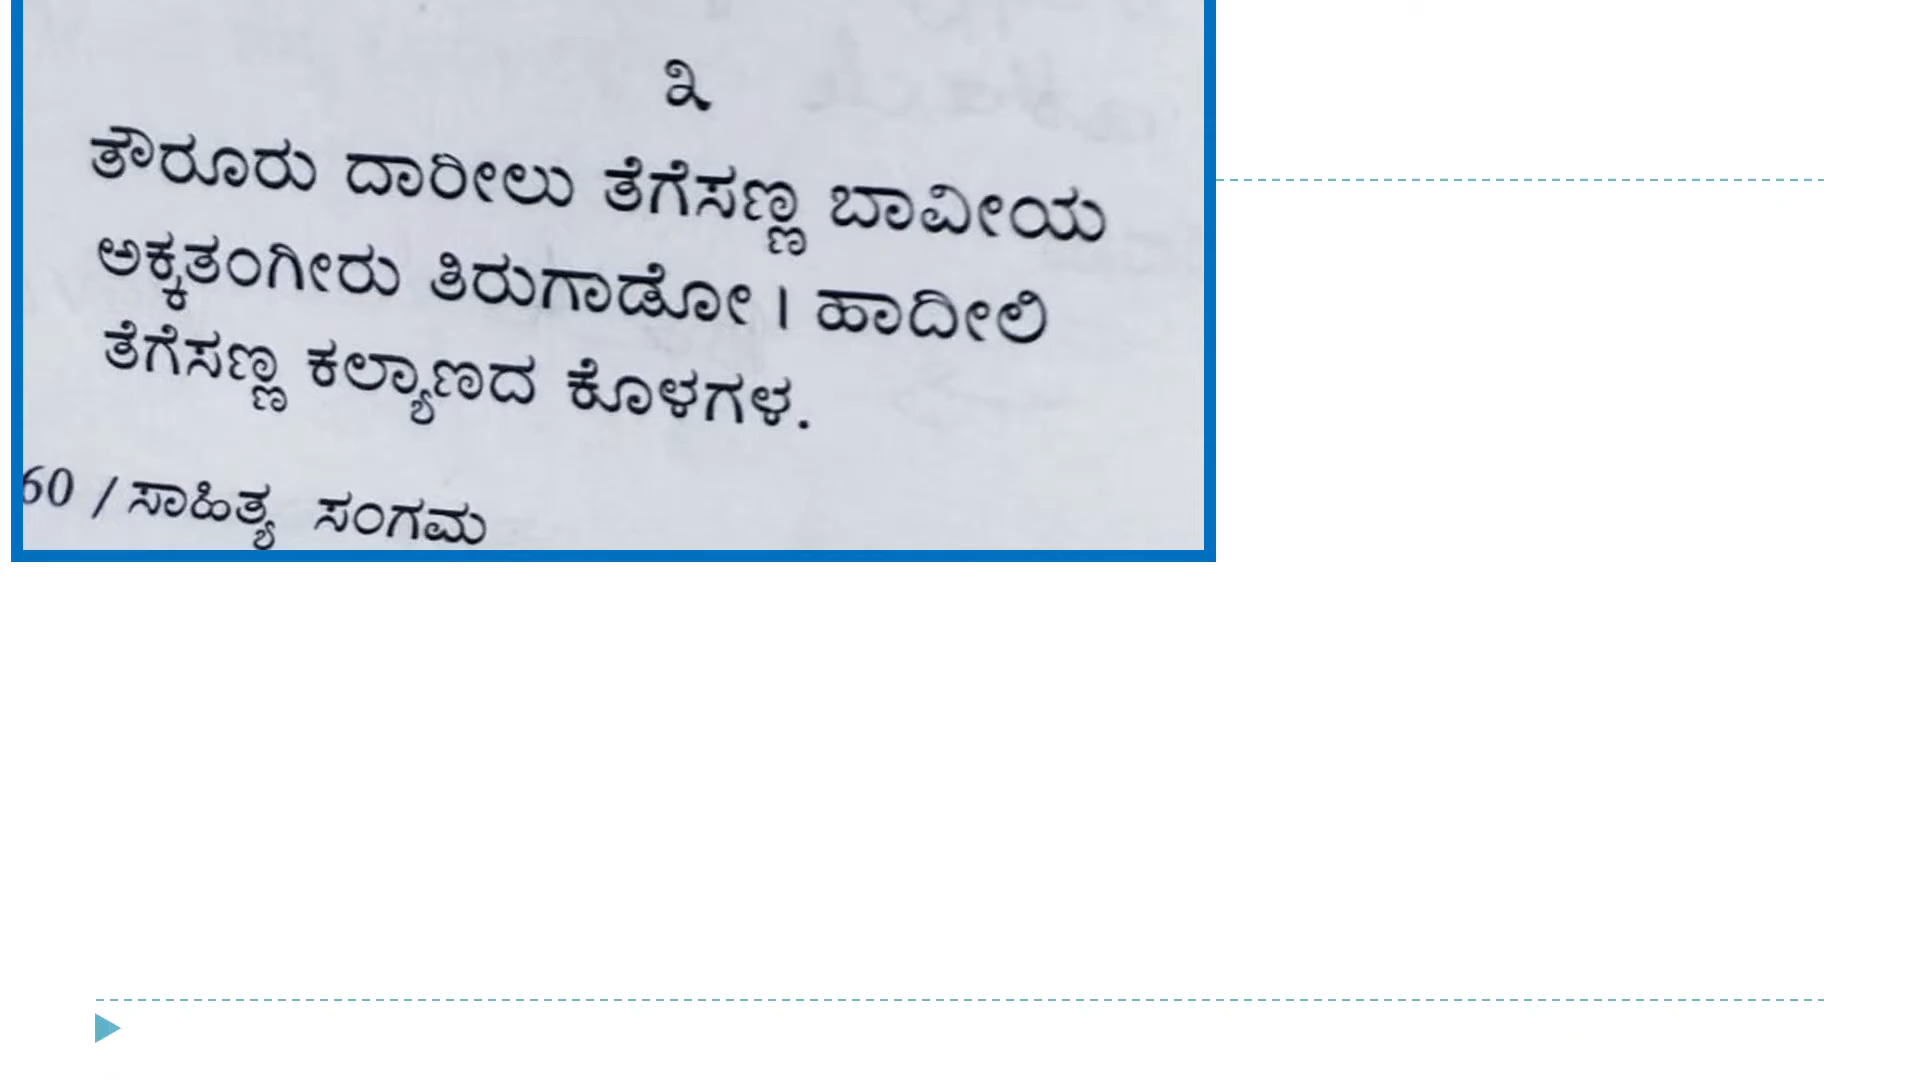 ೩
ತೌರೂರು ದಾರೀಲು ತೆಗೆಸಣ್ಣ ಬಾವೀಯ
ಅಕ್ಕತಂಗೀರು ತಿರುಗಾಡೋ । ಹಾದೀಲಿ
ತೆಗೆಸಣ್ಣ ಕಲ್ಯಾಣದ ಕೊಳಗಳ.
60 / ಸಾಹಿತ್ಯ ಸಂಗಮ